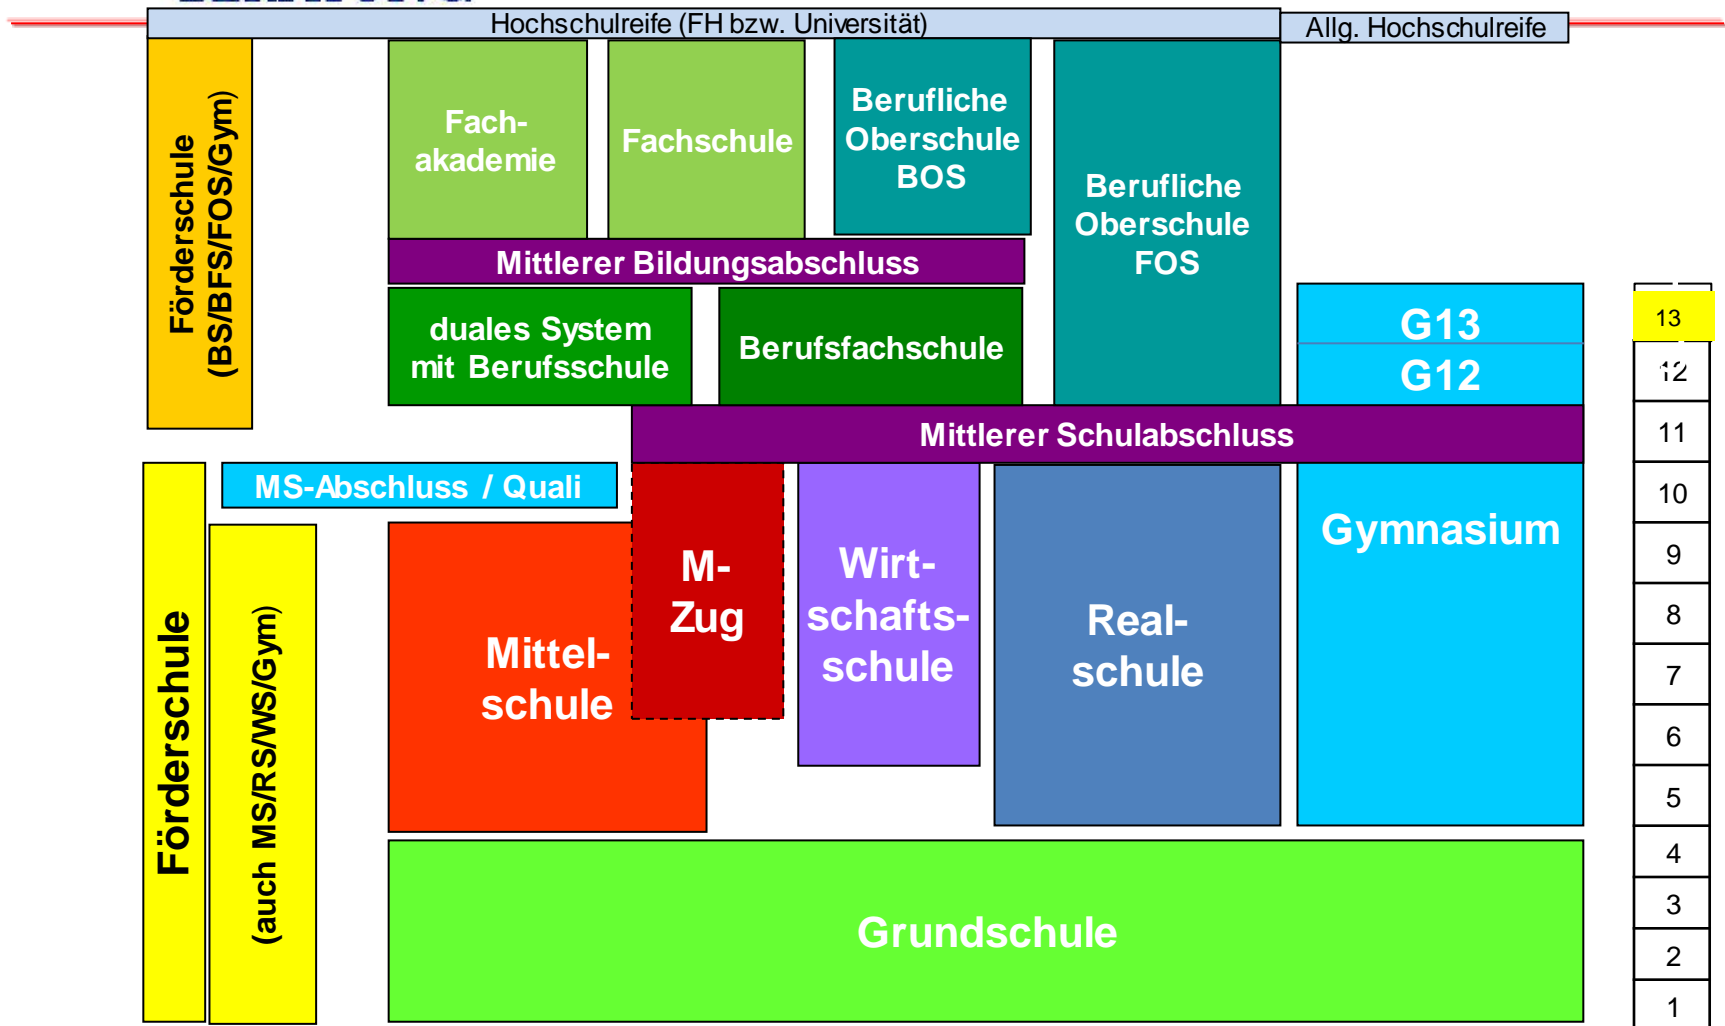 Hochschulreife (FH bzw. Universität)
Allg. Hochschulreife
Förderschule
(BS/BFS/FOS/Gym)
Fach-
akademie
Fachschule
Berufliche
Oberschule
BOS
Berufliche
Oberschule
FOS
Mittlerer Bildungsabschluss
duales System
mit Berufsschule
Berufsfachschule
G13
G12
Mittlerer Schulabschluss
MS-Abschluss / Quali
Förderschule
(auch MS/RS/WS/Gym)
Mittel-
schule
M-
Zug
Wirt-
schafts-
schule
Real-
schule
Gymnasium
Grundschule
13
12
11
10
9
8
7
6
5
4
3
2
1